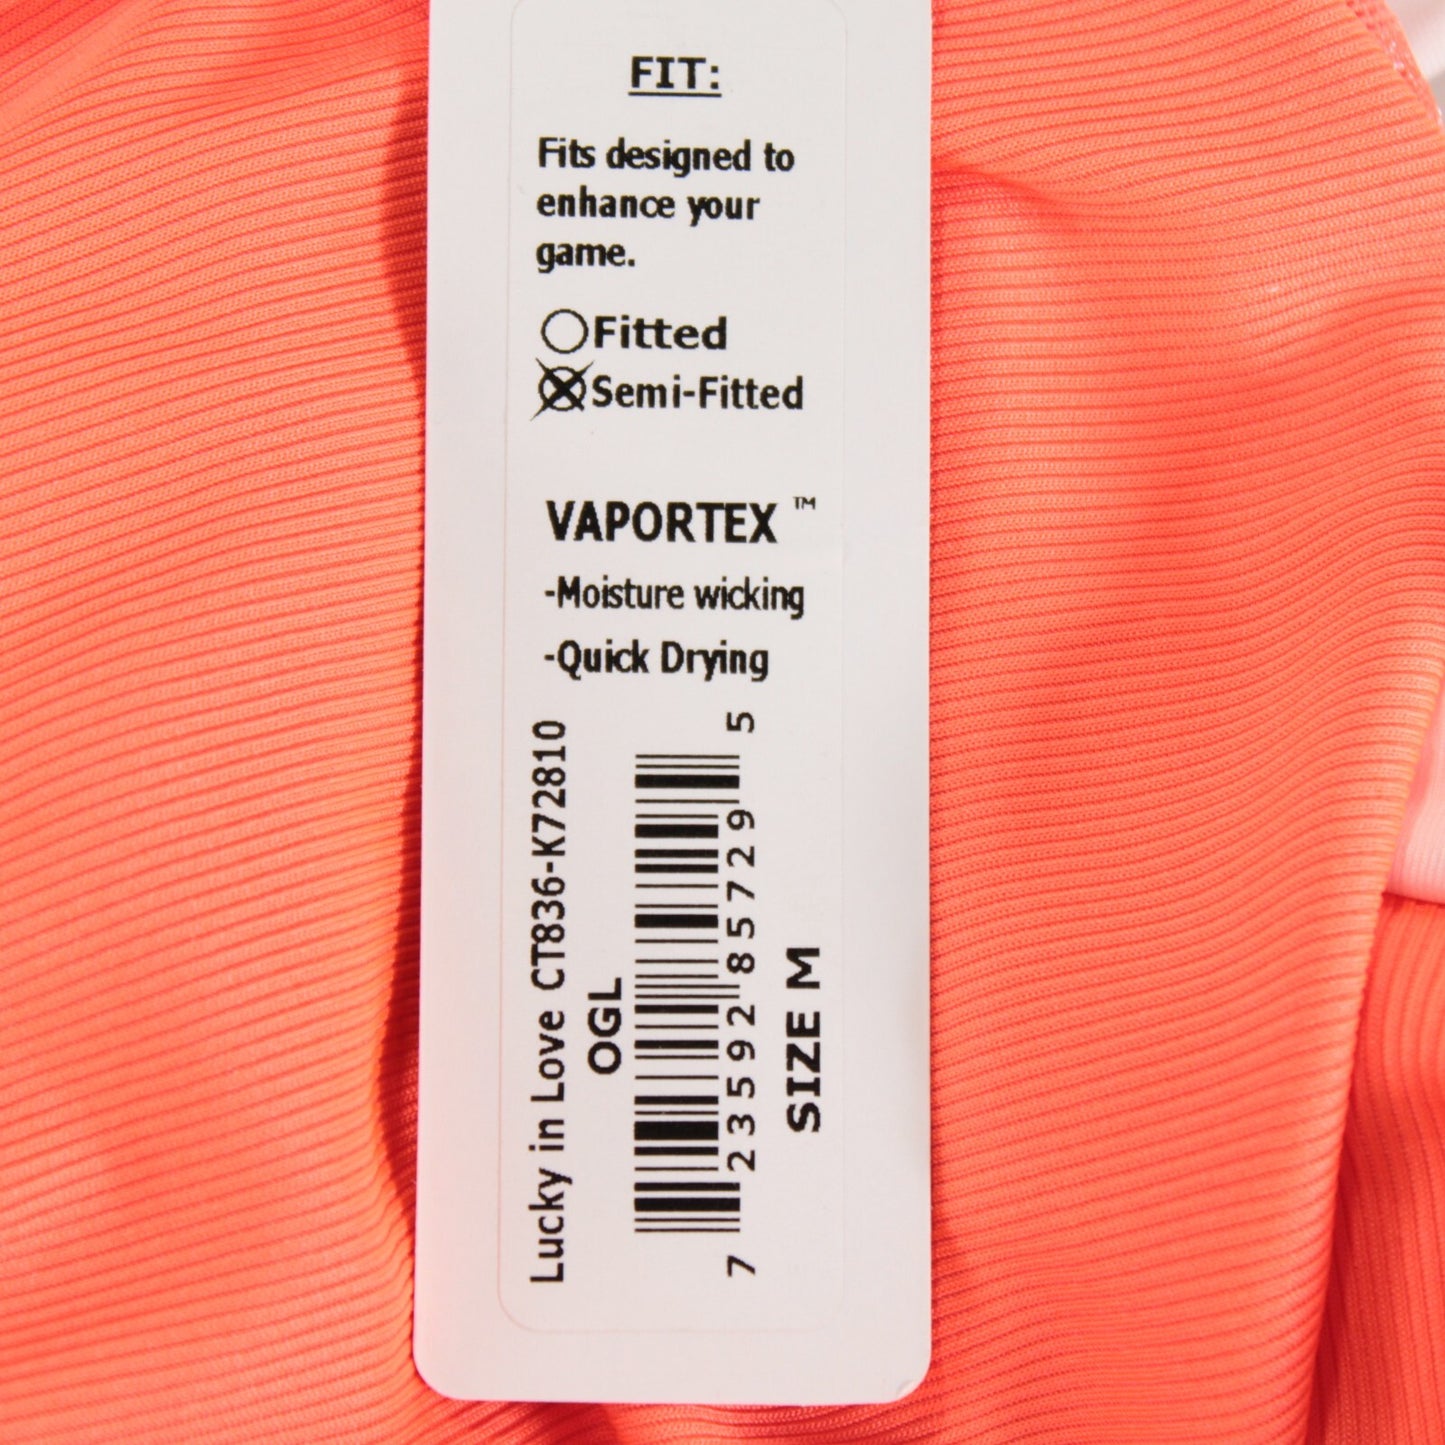 FIT:
Fits designed to
enhance your
game.
Fitted
Semi-Fitted
VAPORTEX ™
-Moisture wicking
-Quick Drying
Lucky in Love CT836-K72810
OGL
7 23592 85729 5
SIZE M